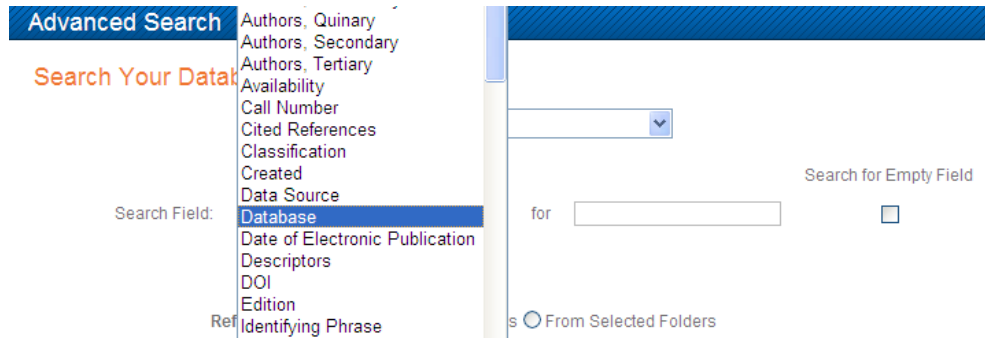 Advanced Search
Search Your Datab
Authors, Quinary
Authors, Secondary
Authors, Tertiary
Availability
Call Number
Cited References
Classification
Created
Data Source
Database
Date of Electronic Publication
Descriptors
DOI
Edition
Identifying Phrase
Search for Empty Field
Search Field:
for
Ref
s From Selected Folders